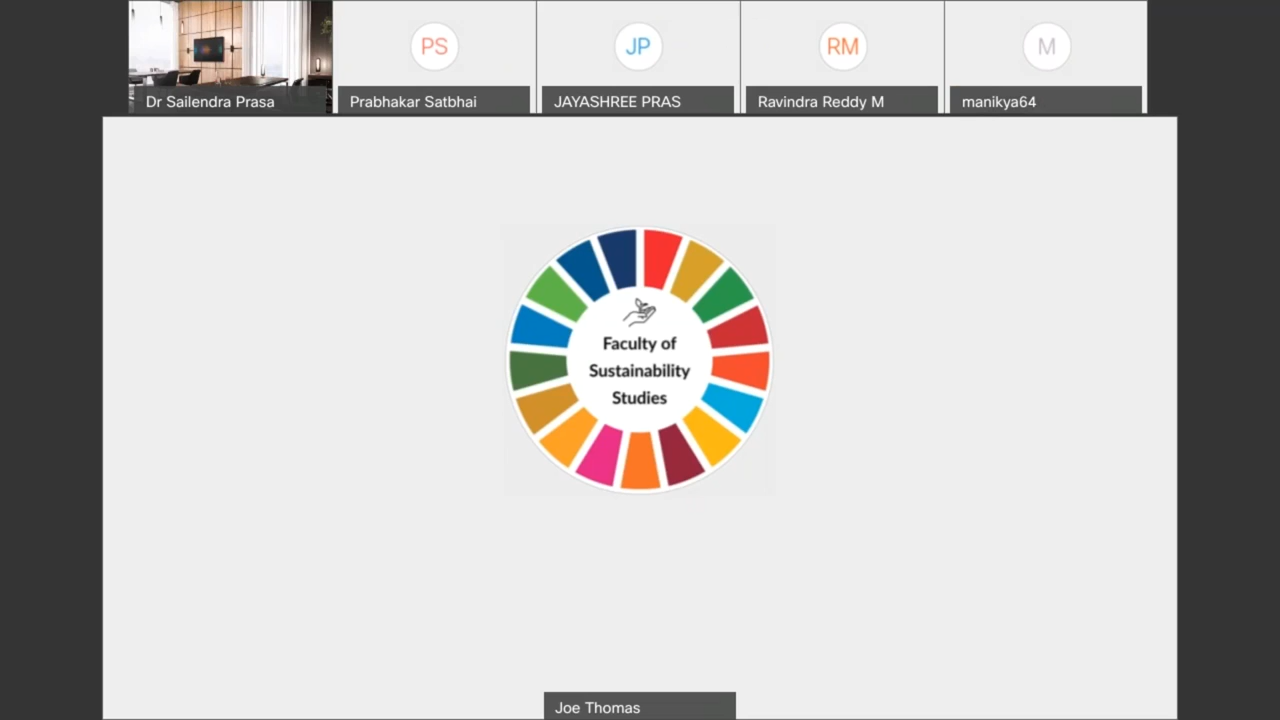 PS
JP
RM
M
Dr Sailendra Prasa
Prabhakar Satbhai
JAYASHREE PRAS
Ravindra Reddy M
manikya64
Faculty of
Sustainability
Studies
Joe Thomas